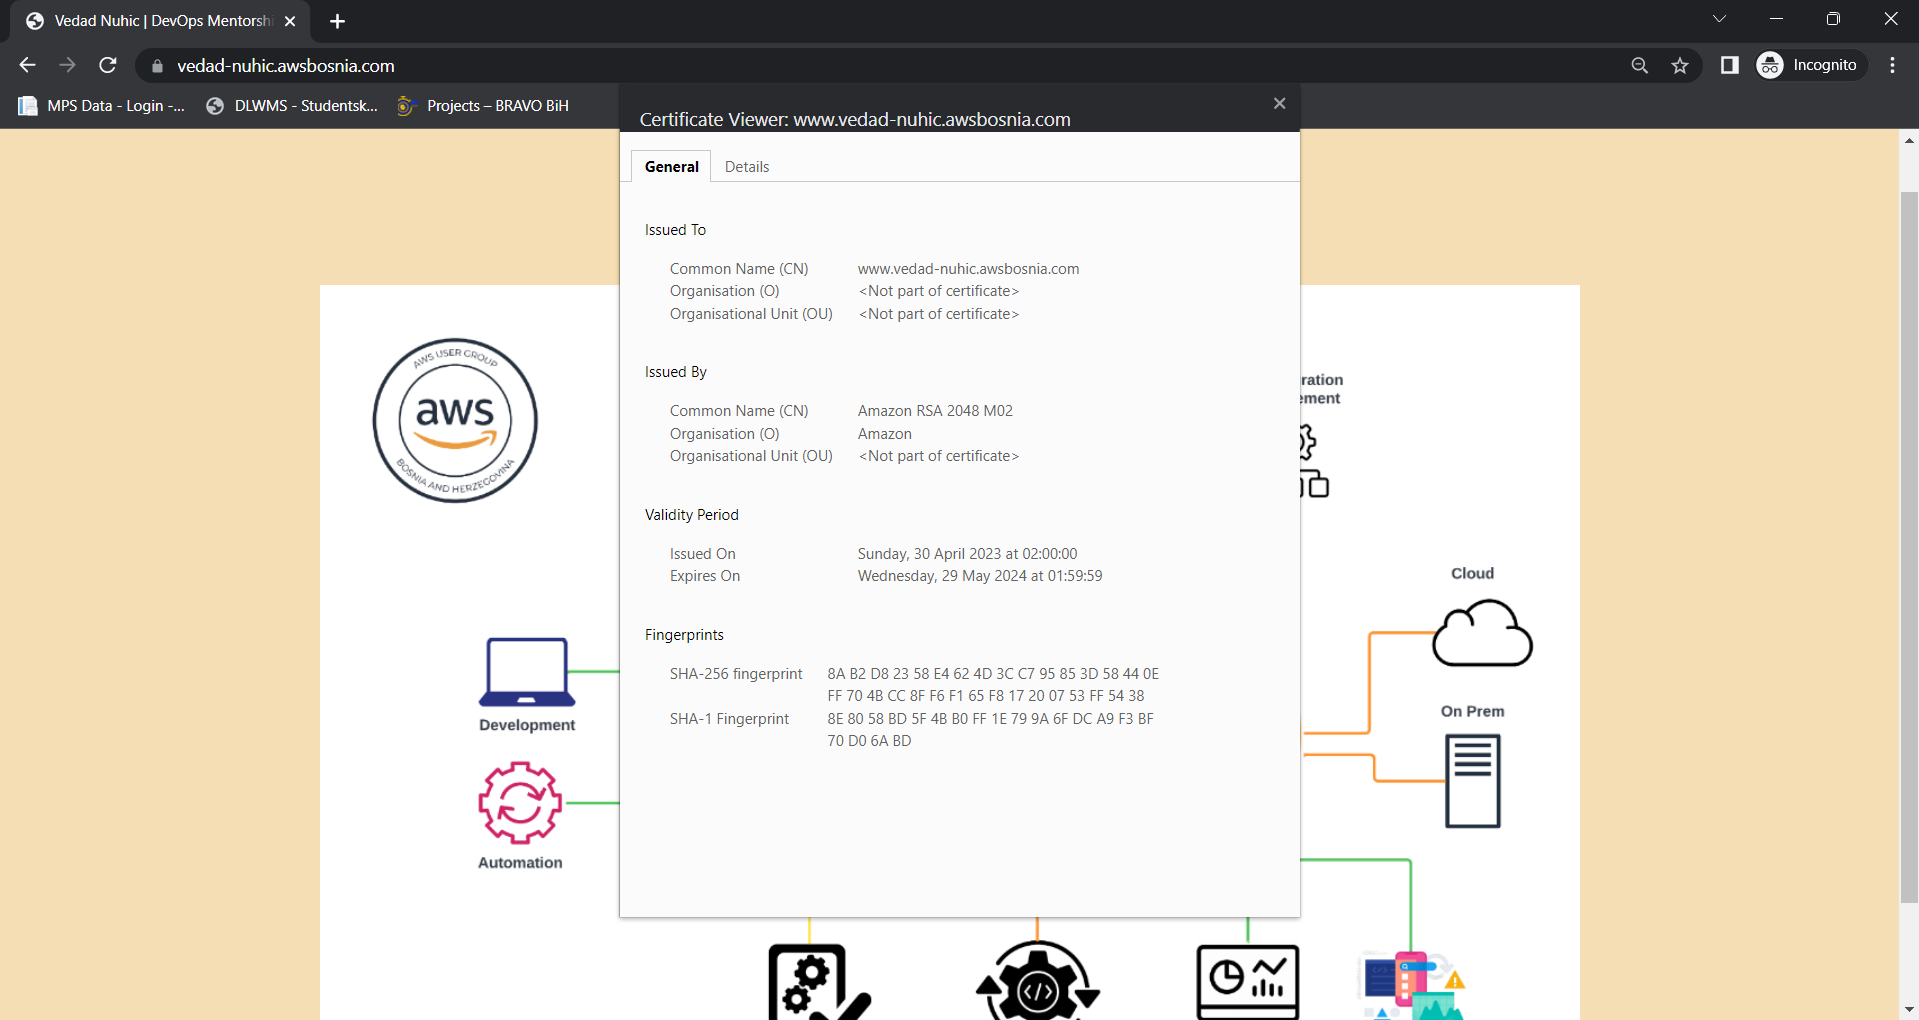 Vedad Nuhic | DevOps Mentorshi
vedad-nuhic.awsbosnia.com
Incognito
MPS Data - Login -...
DLWMS - Studentsk...
Projects – BRAVO BiH
Certificate Viewer: www.vedad-nuhic.awsbosnia.com
General
Details
Issued To
Common Name (CN) www.vedad-nuhic.awsbosnia.com
Organisation (O) <Not part of certificate>
Organisational Unit (OU) <Not part of certificate>
Issued By
Common Name (CN) Amazon RSA 2048 M02
Organisation (O) Amazon
Organisational Unit (OU) <Not part of certificate>
Validity Period
Issued On Sunday, 30 April 2023 at 02:00:00
Expires On Wednesday, 29 May 2024 at 01:59:59
Fingerprints
SHA-256 fingerprint 8A B2 D8 23 58 E4 62 4D 3C C7 95 85 3D 58 44 0E
FF 70 4B CC 8F F6 F1 65 F8 17 20 07 53 FF 54 38
SHA-1 Fingerprint 8E 80 58 BD 5F 4B B0 FF 1E 79 9A 6F DC A9 F3 BF
70 D0 6A BD
AWS USER GROUP
aws
BOSNIA AND HERZEGOVINA
Development
Automation
ration
ement
Cloud
On Prem